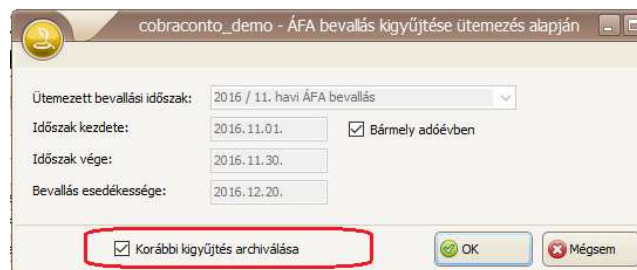 cobraconto_demo - ÁFA bevallás kigyűjtése ütemezés alapján
Ütemezett bevallási időszak: 2016 / 11. havi ÁFA bevallás
Időszak kezdete: 2016.11.01. Bármely adóévben
Időszak vége: 2016.11.30.
Bevallás esedékessége: 2016.12.20.
Korábbi kigyűjtés archiválása OK Mégsem